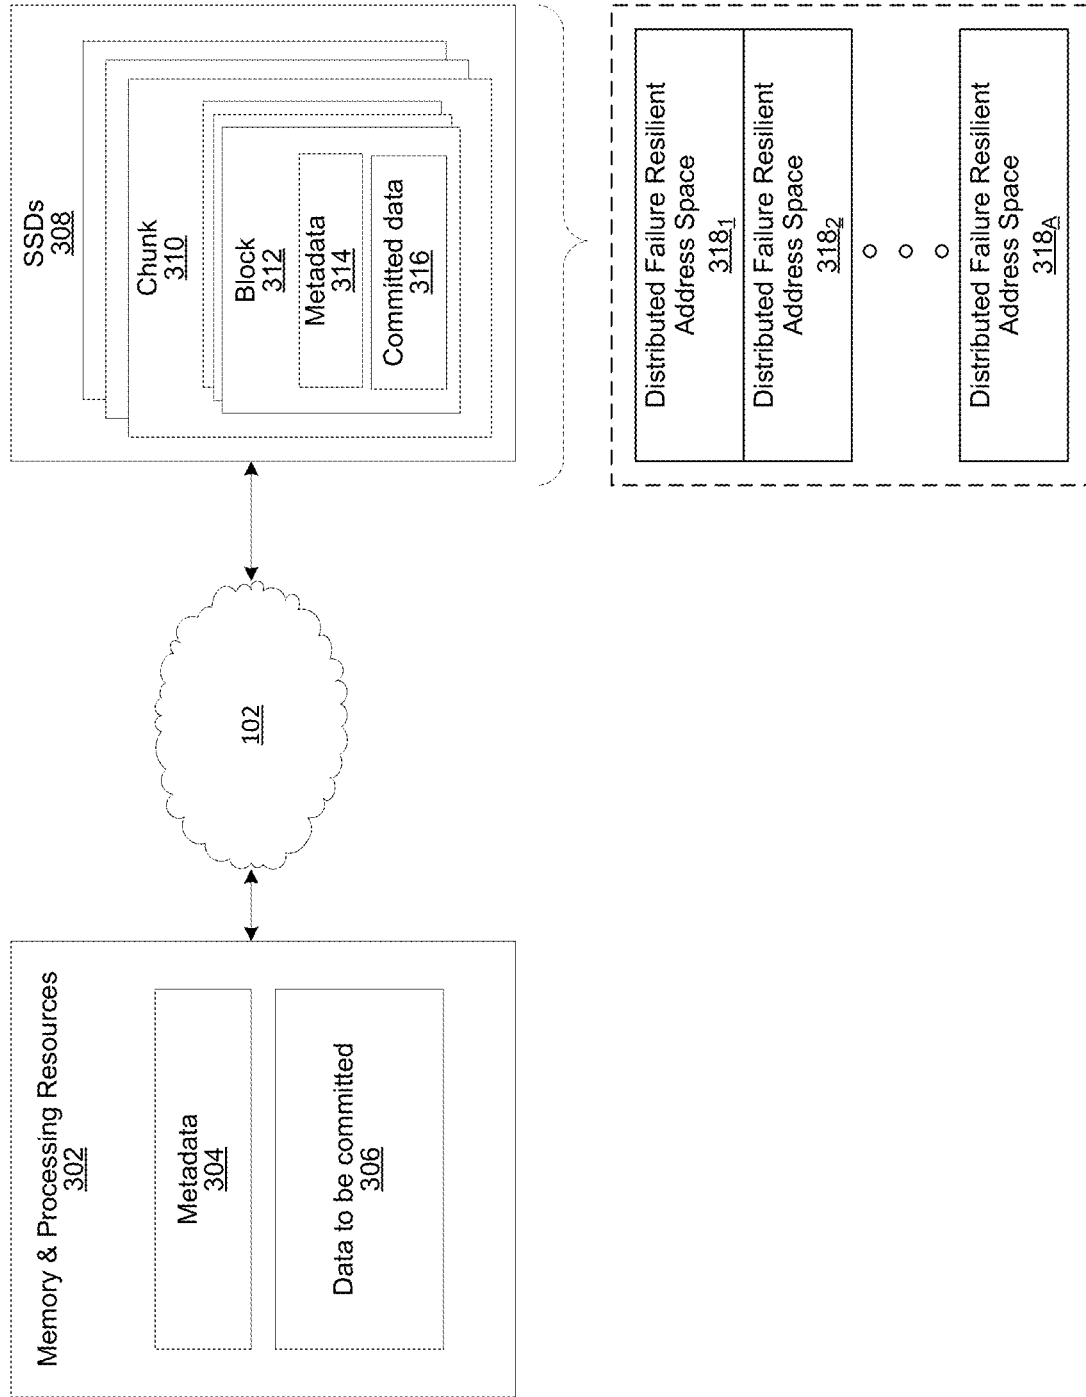 Memory & Processing Resources
302
Metadata
304
Data to be committed
306
102
SSDs
308
Chunk
310
Block
312
Metadata
314
Committed data
316
Distributed Failure Resilient
Address Space
318₁
Distributed Failure Resilient
Address Space
318₂
Distributed Failure Resilient
Address Space
318A